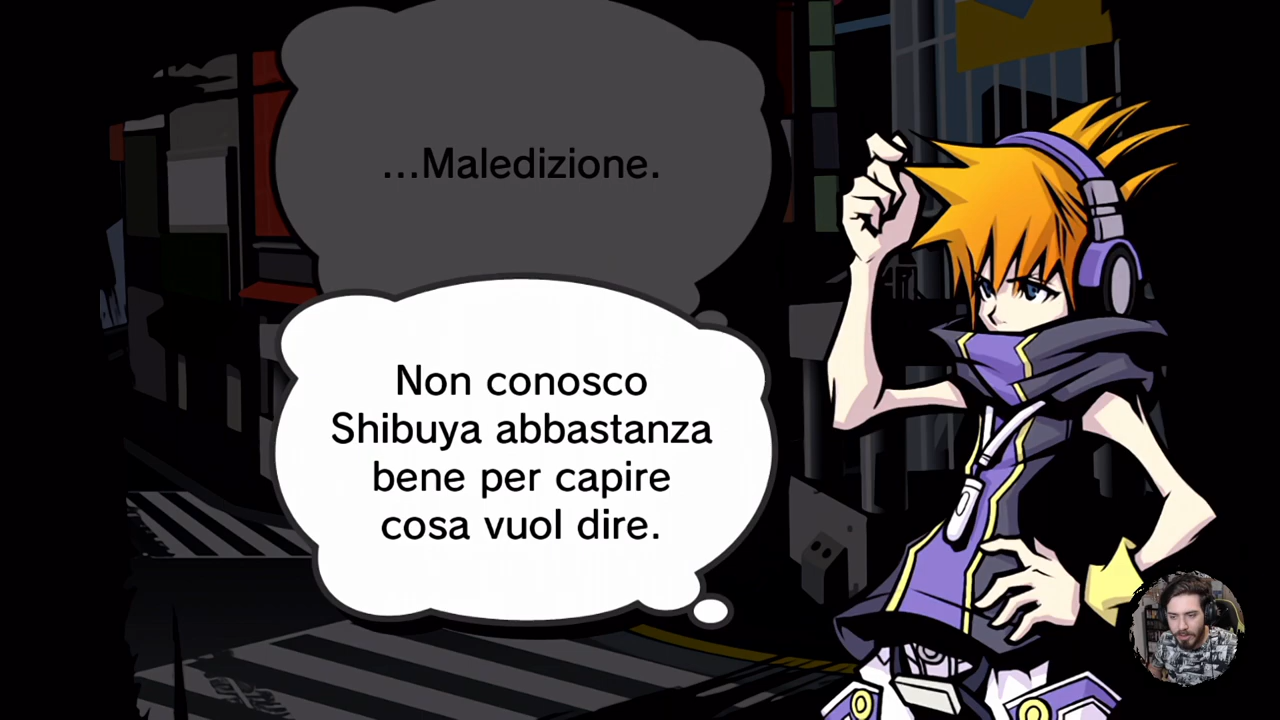 ...Maledizione.
Non conosco
Shibuya abbastanza
bene per capire
cosa vuol dire.